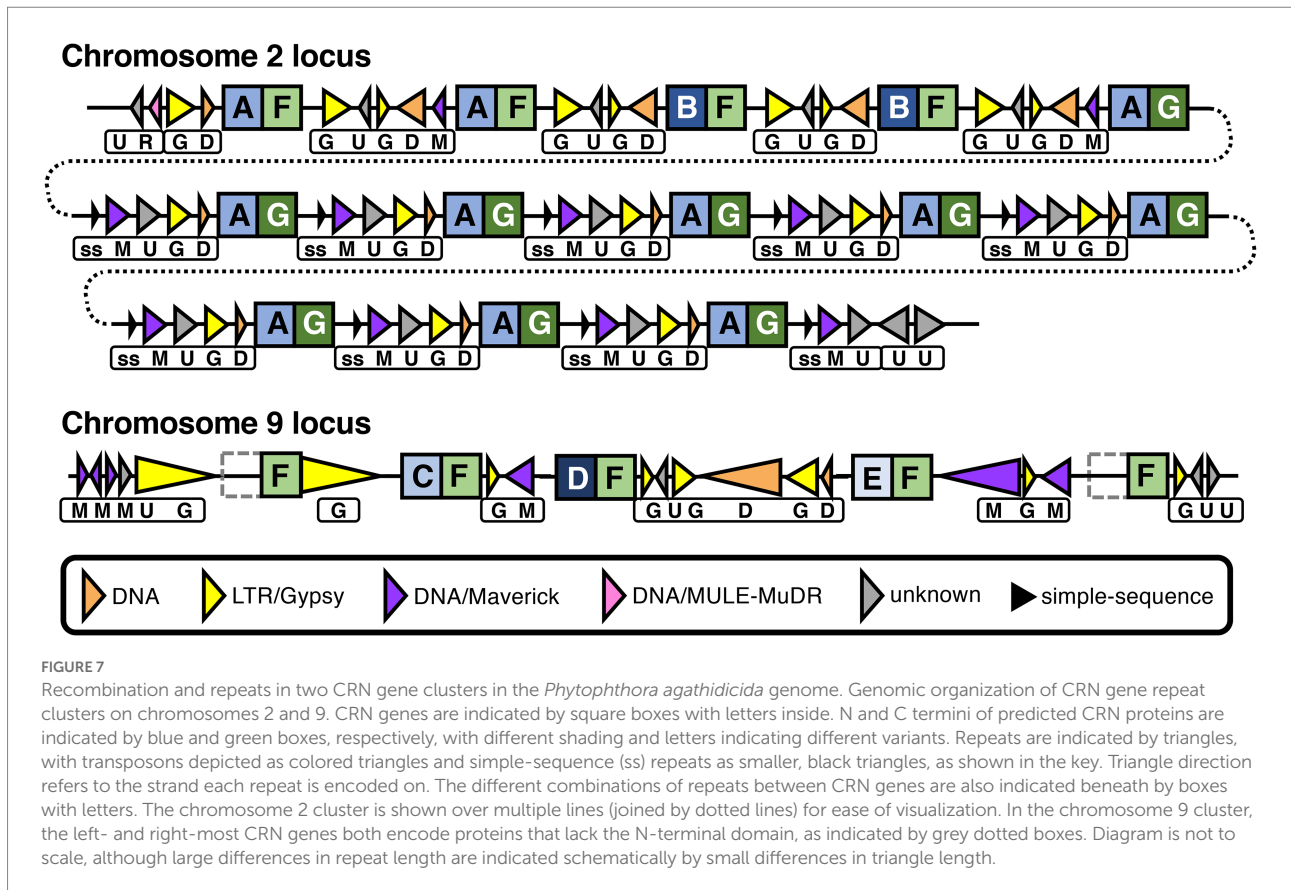 Chromosome 2 locus
A F A F B F B F A G
U R G D G U G D M G U G D G U G D G U G D M
A G A G A G A G A G
ss M U G D ss M U G D ss M U G D ss M U G D ss M U G D
A G A G A G
ss M U G D ss M U G D ss M U G D ss M U U U
Chromosome 9 locus
F C F D F E F F
M M M U G G G M G U G D G D M G M G U U
DNA LTR/Gypsy DNA/Maverick DNA/MULE-MuDR unknown simple-sequence
FIGURE 7
Recombination and repeats in two CRN gene clusters in the Phytophthora agathidicida genome. Genomic organization of CRN gene repeat
clusters on chromosomes 2 and 9. CRN genes are indicated by square boxes with letters inside. N and C termini of predicted CRN proteins are
indicated by blue and green boxes, respectively, with different shading and letters indicating different variants. Repeats are indicated by triangles,
with transposons depicted as colored triangles and simple-sequence (ss) repeats as smaller, black triangles, as shown in the key. Triangle direction
refers to the strand each repeat is encoded on. The different combinations of repeats between CRN genes are also indicated beneath by boxes
with letters. The chromosome 2 cluster is shown over multiple lines (joined by dotted lines) for ease of visualization. In the chromosome 9 cluster,
the left- and right-most CRN genes both encode proteins that lack the N-terminal domain, as indicated by grey dotted boxes. Diagram is not to
scale, although large differences in repeat length are indicated schematically by small differences in triangle length.